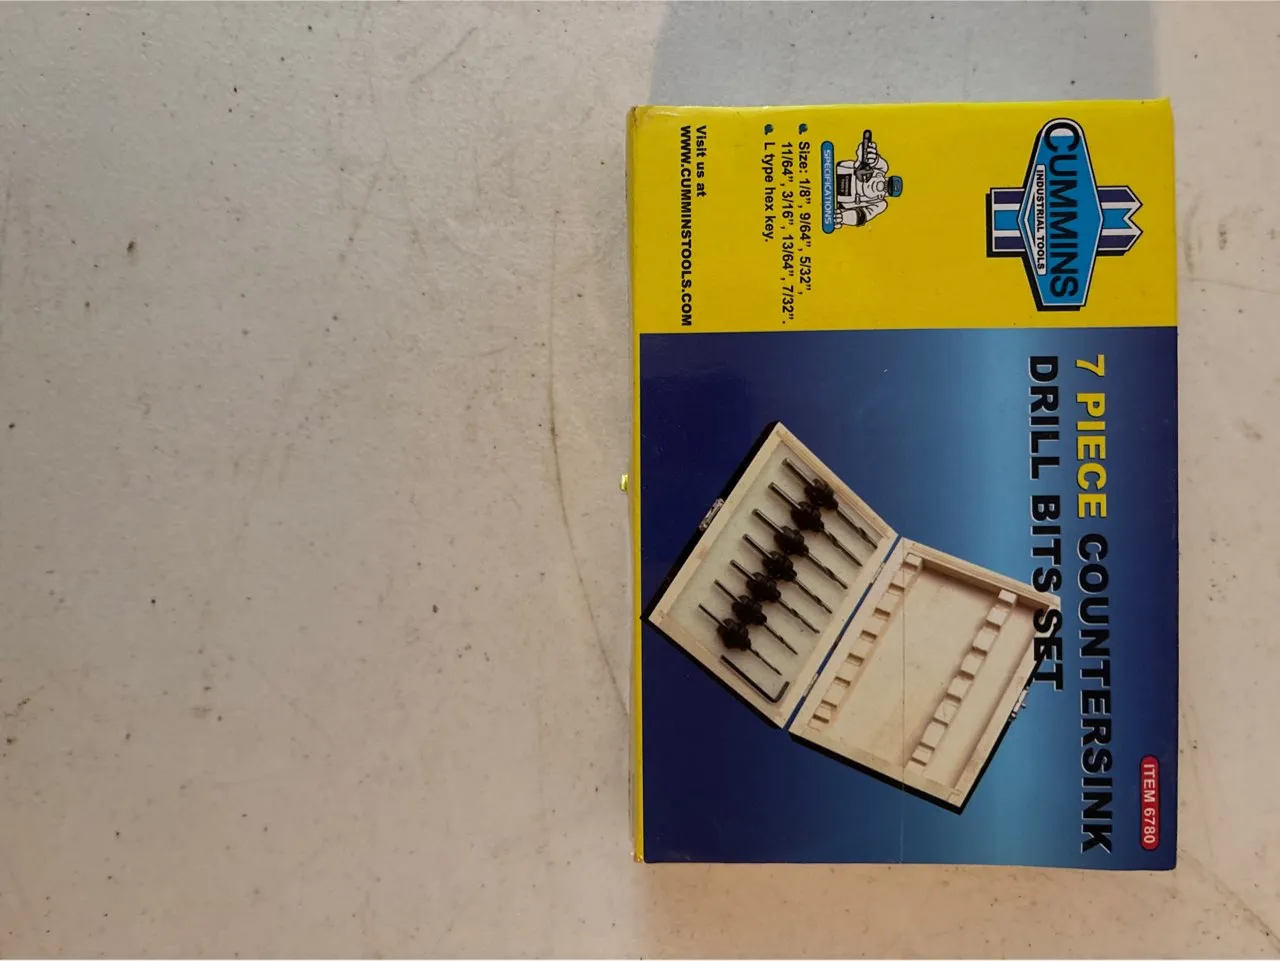 CUMMINS
INDUSTRIAL TOOLS
ITEM 6780
7 PIECE COUNTERSINK
DRILL BITS SET
SPECIFICATIONS
Size: 1/8", 9/64", 5/32",
11/64", 3/16", 13/64", 7/32".
L type hex key.
Visit us at
WWW.CUMMINSTOOLS.COM